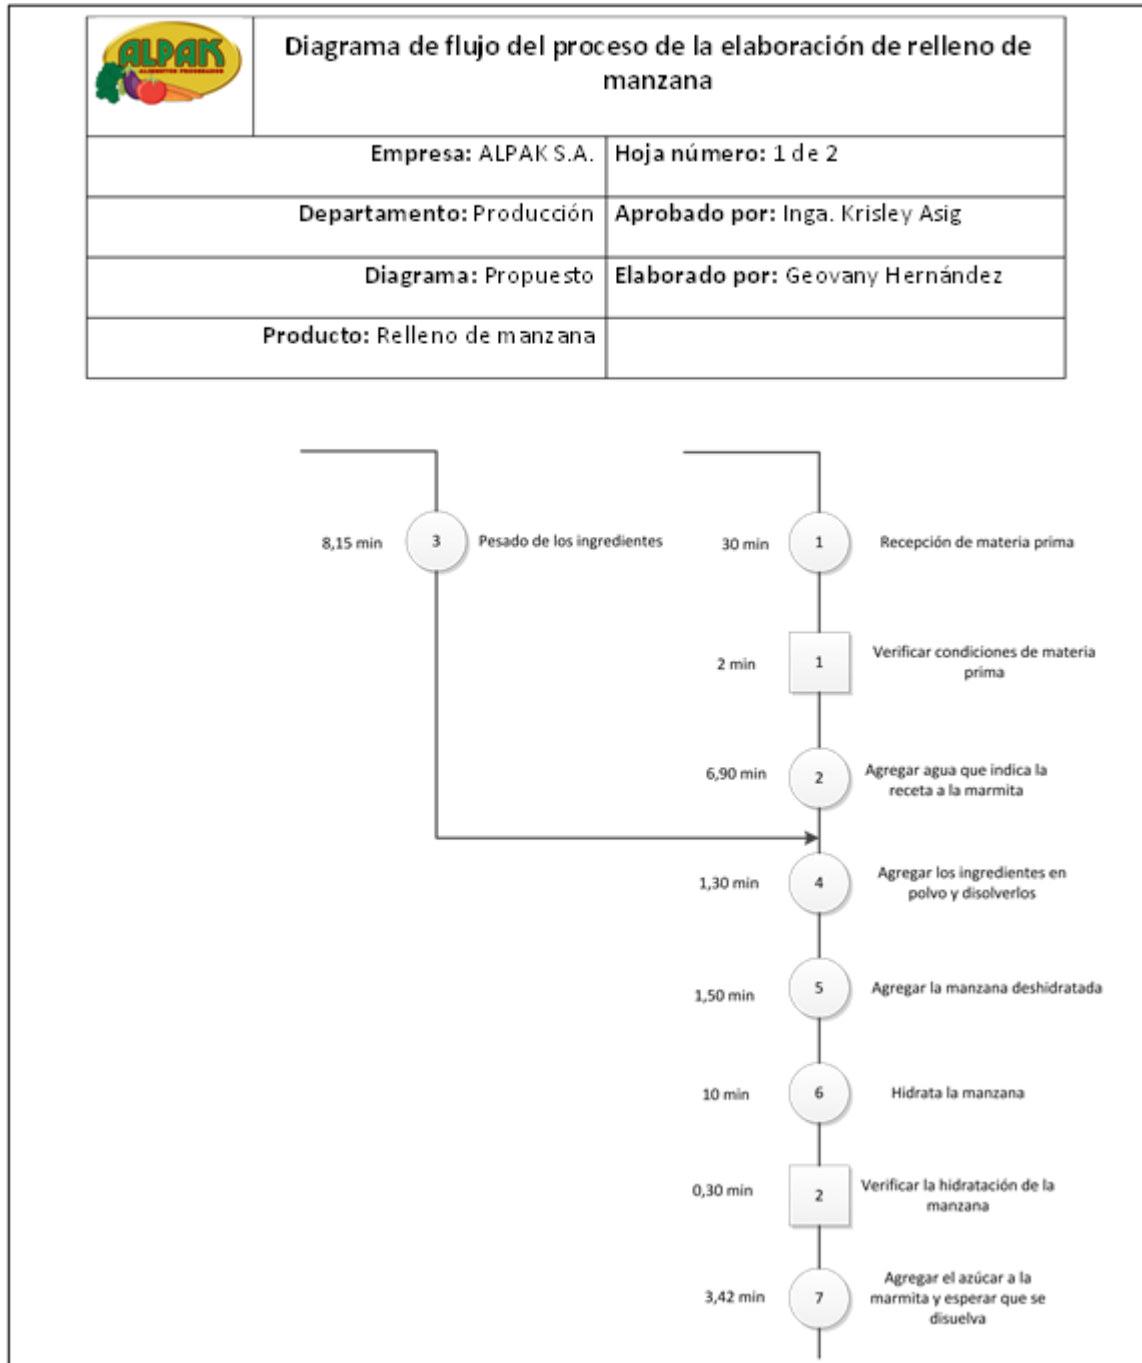 ALPAK
ALIMENTOS PROCESADOS
Diagrama de flujo del proceso de la elaboración de relleno de
manzana
Empresa: ALPAK S.A.
Hoja número: 1 de 2
Departamento: Producción
Aprobado por: Inga. Krisley Asig
Diagrama: Propuesto
Elaborado por: Geovany Hernández
Producto: Relleno de manzana
8,15 min
3
Pesado de los ingredientes
30 min
1
Recepción de materia prima
2 min
1
Verificar condiciones de materia
prima
6,90 min
2
Agregar agua que indica la
receta a la marmita
1,30 min
4
Agregar los ingredientes en
polvo y disolverlos
1,50 min
5
Agregar la manzana deshidratada
10 min
6
Hidrata la manzana
0,30 min
2
Verificar la hidratación de la
manzana
3,42 min
7
Agregar el azúcar a la
marmita y esperar que se
disuelva